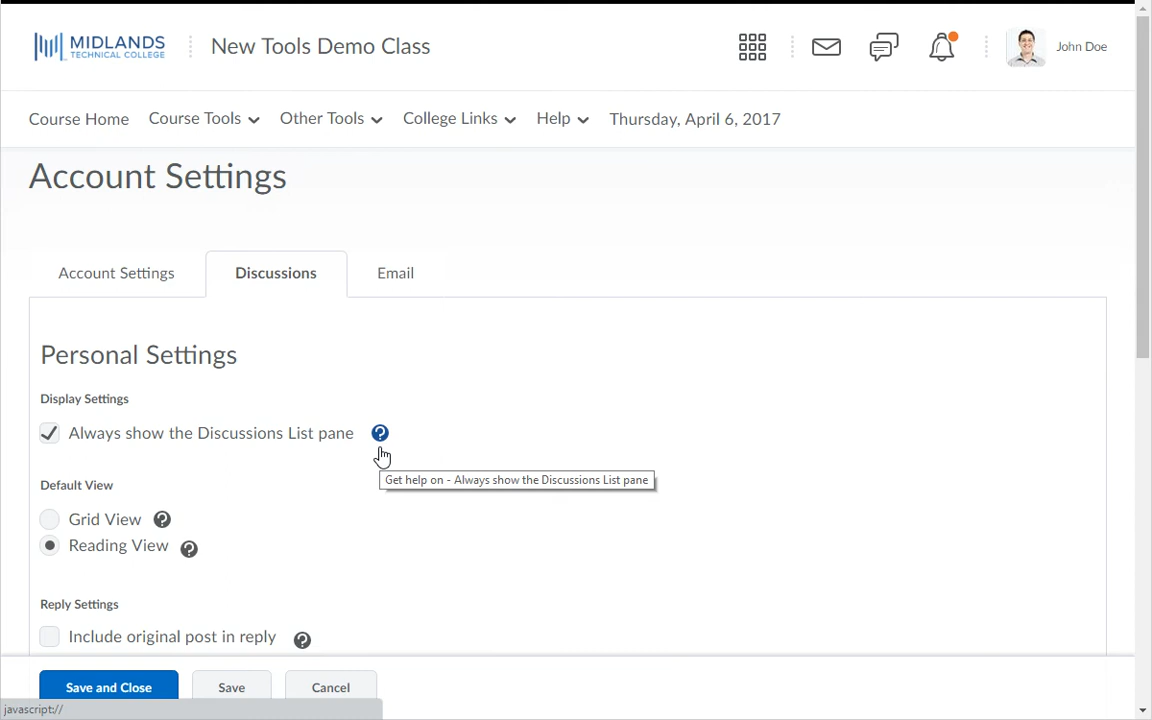 MIDLANDS
TECHNICAL COLLEGE
New Tools Demo Class
John Doe
Course Home Course Tools Other Tools College Links Help Thursday, April 6, 2017
Account Settings
Account Settings Discussions Email
Personal Settings
Display Settings
Always show the Discussions List pane ?
Get help on - Always show the Discussions List pane
Default View
Grid View ?
Reading View ?
Reply Settings
Include original post in reply ?
Save and Close Save Cancel
javascript://